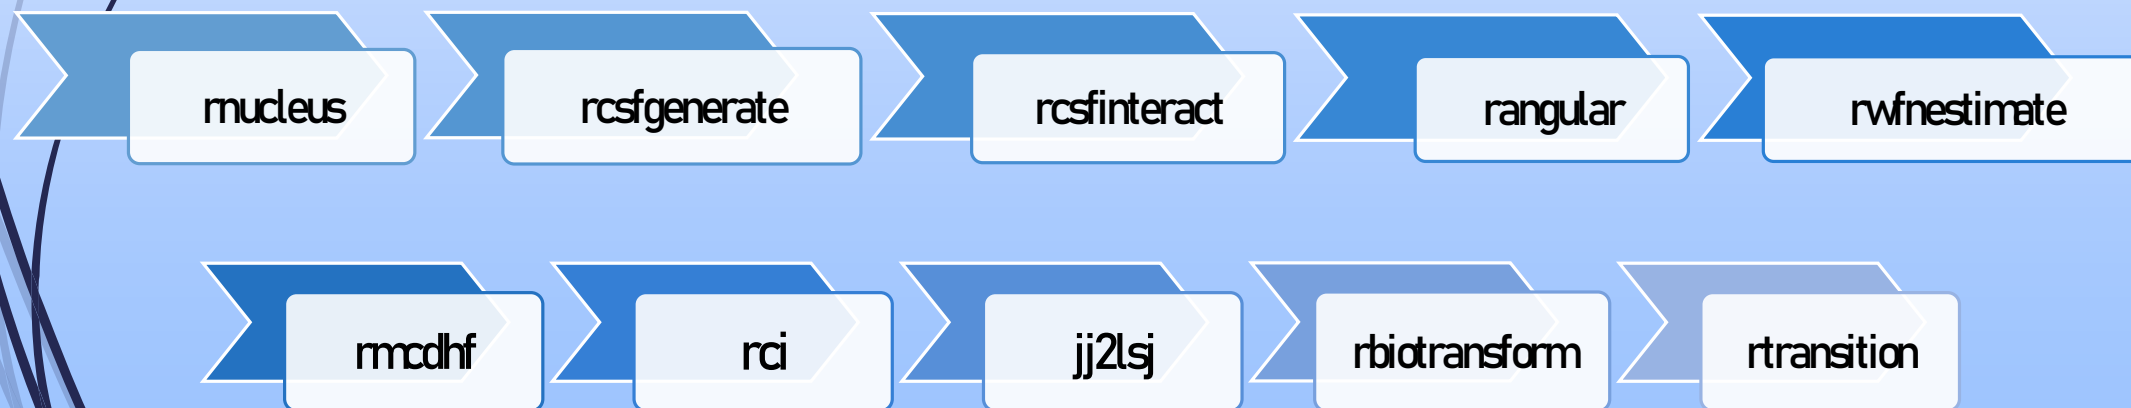 rnucleus rcsfgenerate rcsfinteract rangular rwfnestimate
rmcdhf rci jj2lsj rbiotransform rtransition